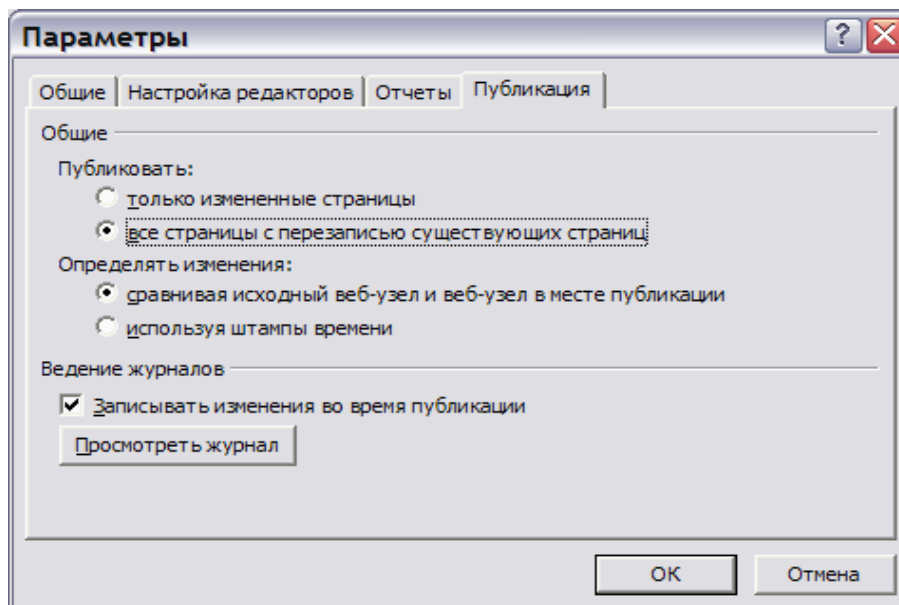 Параметры
Общие Настройка редакторов Отчеты Публикация
Общие
Публиковать:
только измененные страницы
все страницы с перезаписью существующих страниц
Определять изменения:
сравнивая исходный веб-узел и веб-узел в месте публикации
используя штампы времени
Ведение журналов
Записывать изменения во время публикации
Просмотреть журнал
ОК Отмена